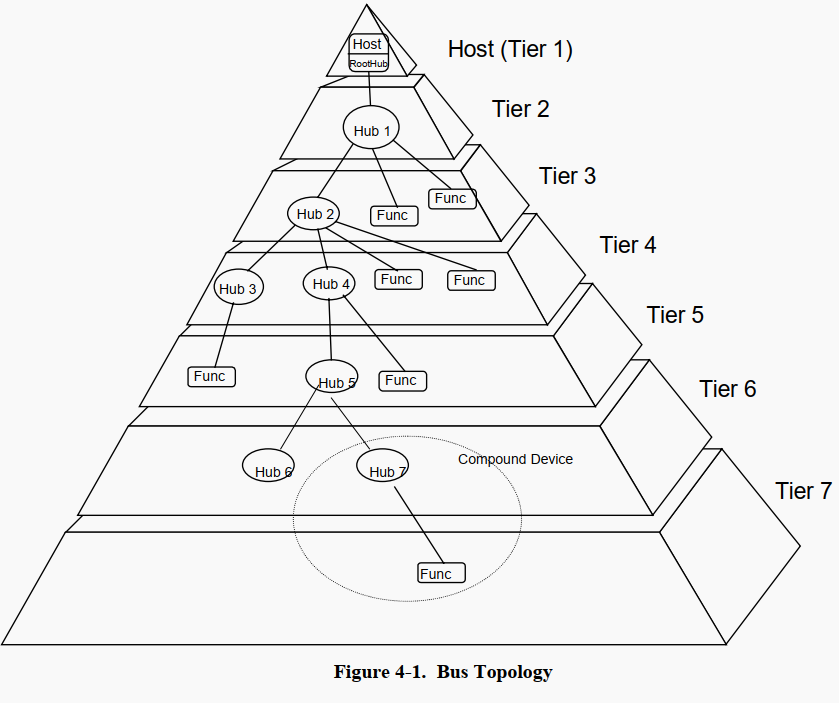 Host
RootHub
Host (Tier 1)
Hub 1
Tier 2
Hub 2
Func
Func
Tier 3
Hub 3
Hub 4
Func
Func
Tier 4
Func
Hub 5
Func
Tier 5
Hub 6
Hub 7
Compound Device
Tier 6
Func
Tier 7
Figure 4-1. Bus Topology